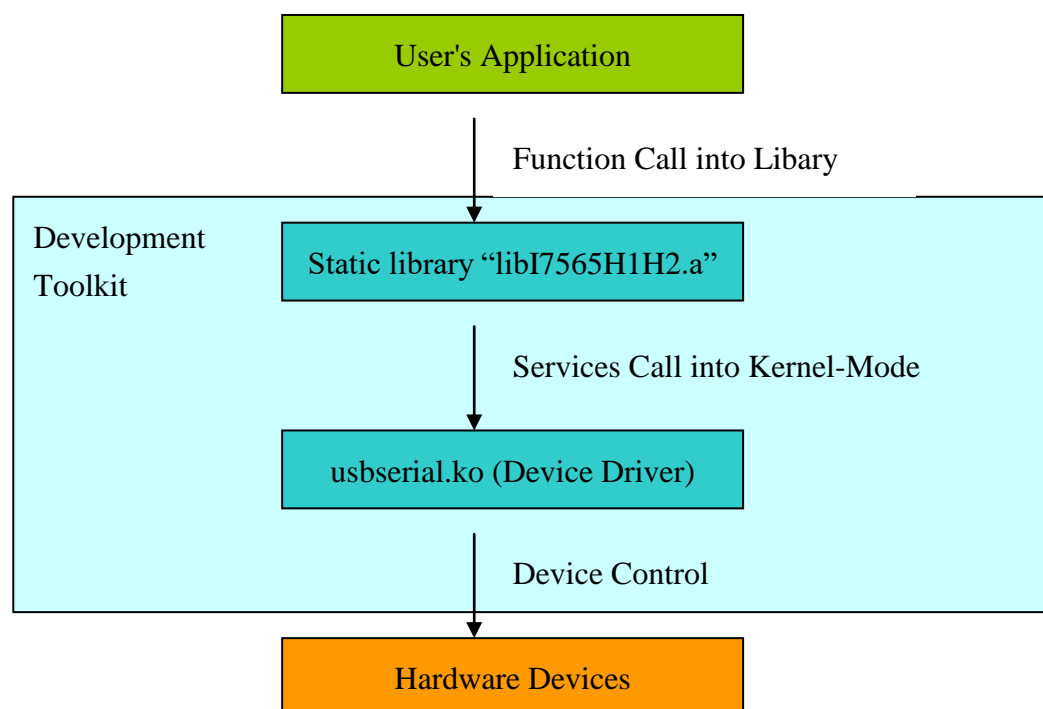 User's Application
Function Call into Libary
Development
Toolkit
Static library “libI7565H1H2.a”
Services Call into Kernel-Mode
usbserial.ko (Device Driver)
Device Control
Hardware Devices